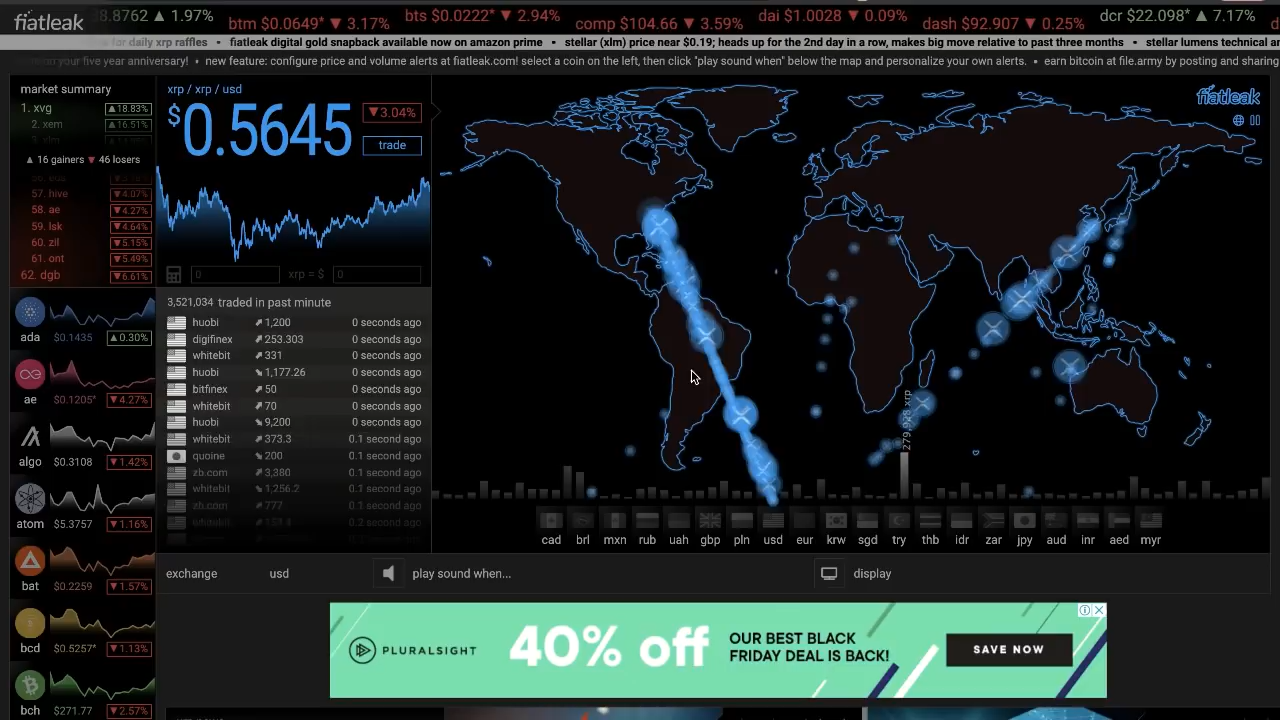 fiatleak
8.8762 ▲ 1.97%
btm $0.0649* ▼ 3.17%
bts $0.0222* ▼ 2.94%
comp $104.66 ▼ 3.59%
dai $1.0028 ▼ 0.09%
dash $92.907 ▼ 0.25%
dcr $22.098* ▲ 7.17%
for daily xrp raffles • fiatleak digital gold snapback available now on amazon prime • stellar (xlm) price near $0.19; heads up for the 2nd day in a row, makes big move relative to past three months • stellar lumens technical
your five year anniversary! • new feature: configure price and volume alerts at fiatleak.com! select a coin on the left, then click "play sound when" below the map and personalize your own alerts. • earn bitcoin at file.army by posting and sharing
market summary
1. xvg ▲18.83%
2. xem ▲16.51%
▲ 16 gainers ▼ 46 losers
57. hive ▼4.07%
58. ae ▼4.27%
59. lsk ▼4.64%
60. zil ▼5.15%
61. ont ▼5.49%
62. dgb ▼6.61%
xrp / xrp / usd
$0.5645
▼3.04%
trade
0 xrp = $ 0
fiatleak
279,928 xrp
3,521,034 traded in past minute
huobi 1,200 0 seconds ago
digifinex 253.303 0 seconds ago
whitebit 331 0 seconds ago
huobi 1,177.26 0 seconds ago
bitfinex 50 0 seconds ago
whitebit 70 0 seconds ago
huobi 9,200 0 seconds ago
whitebit 373.3 0.1 second ago
quoine 200 0.1 second ago
zb.com 3,380 0.1 second ago
whitebit 1,256.2 0.1 second ago
zb.com 777 0.1 second ago
ada $0.1435 ▲0.30%
ae $0.1205* ▼4.27%
algo $0.3108 ▼1.42%
atom $5.3757 ▼1.16%
bat $0.2259 ▼1.57%
bcd $0.5257* ▼1.13%
bch $271.77 ▼2.57%
cad brl mxn rub uah gbp pln usd eur krw sgd try thb idr zar jpy aud inr aed myr
exchange usd play sound when... display
PLURALSIGHT
40% off
OUR BEST BLACK
FRIDAY DEAL IS BACK!
SAVE NOW